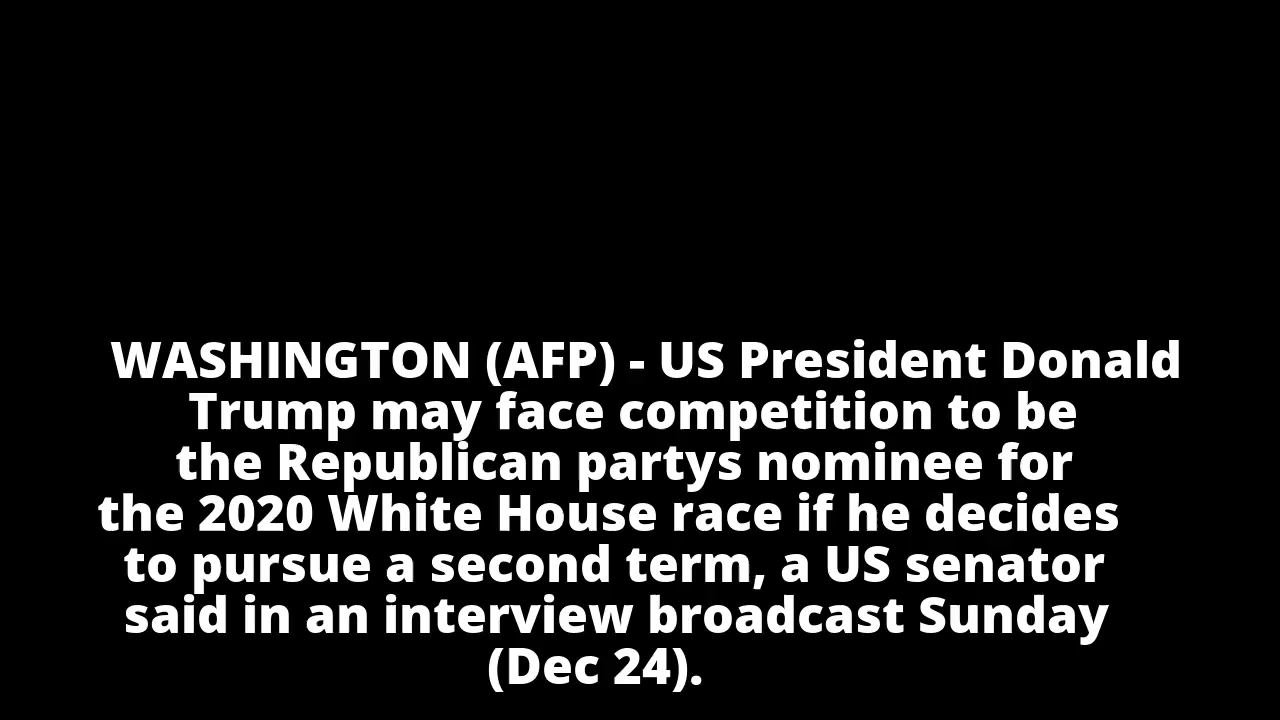 WASHINGTON (AFP) - US President Donald
Trump may face competition to be
the Republican partys nominee for
the 2020 White House race if he decides
to pursue a second term, a US senator
said in an interview broadcast Sunday
(Dec 24).